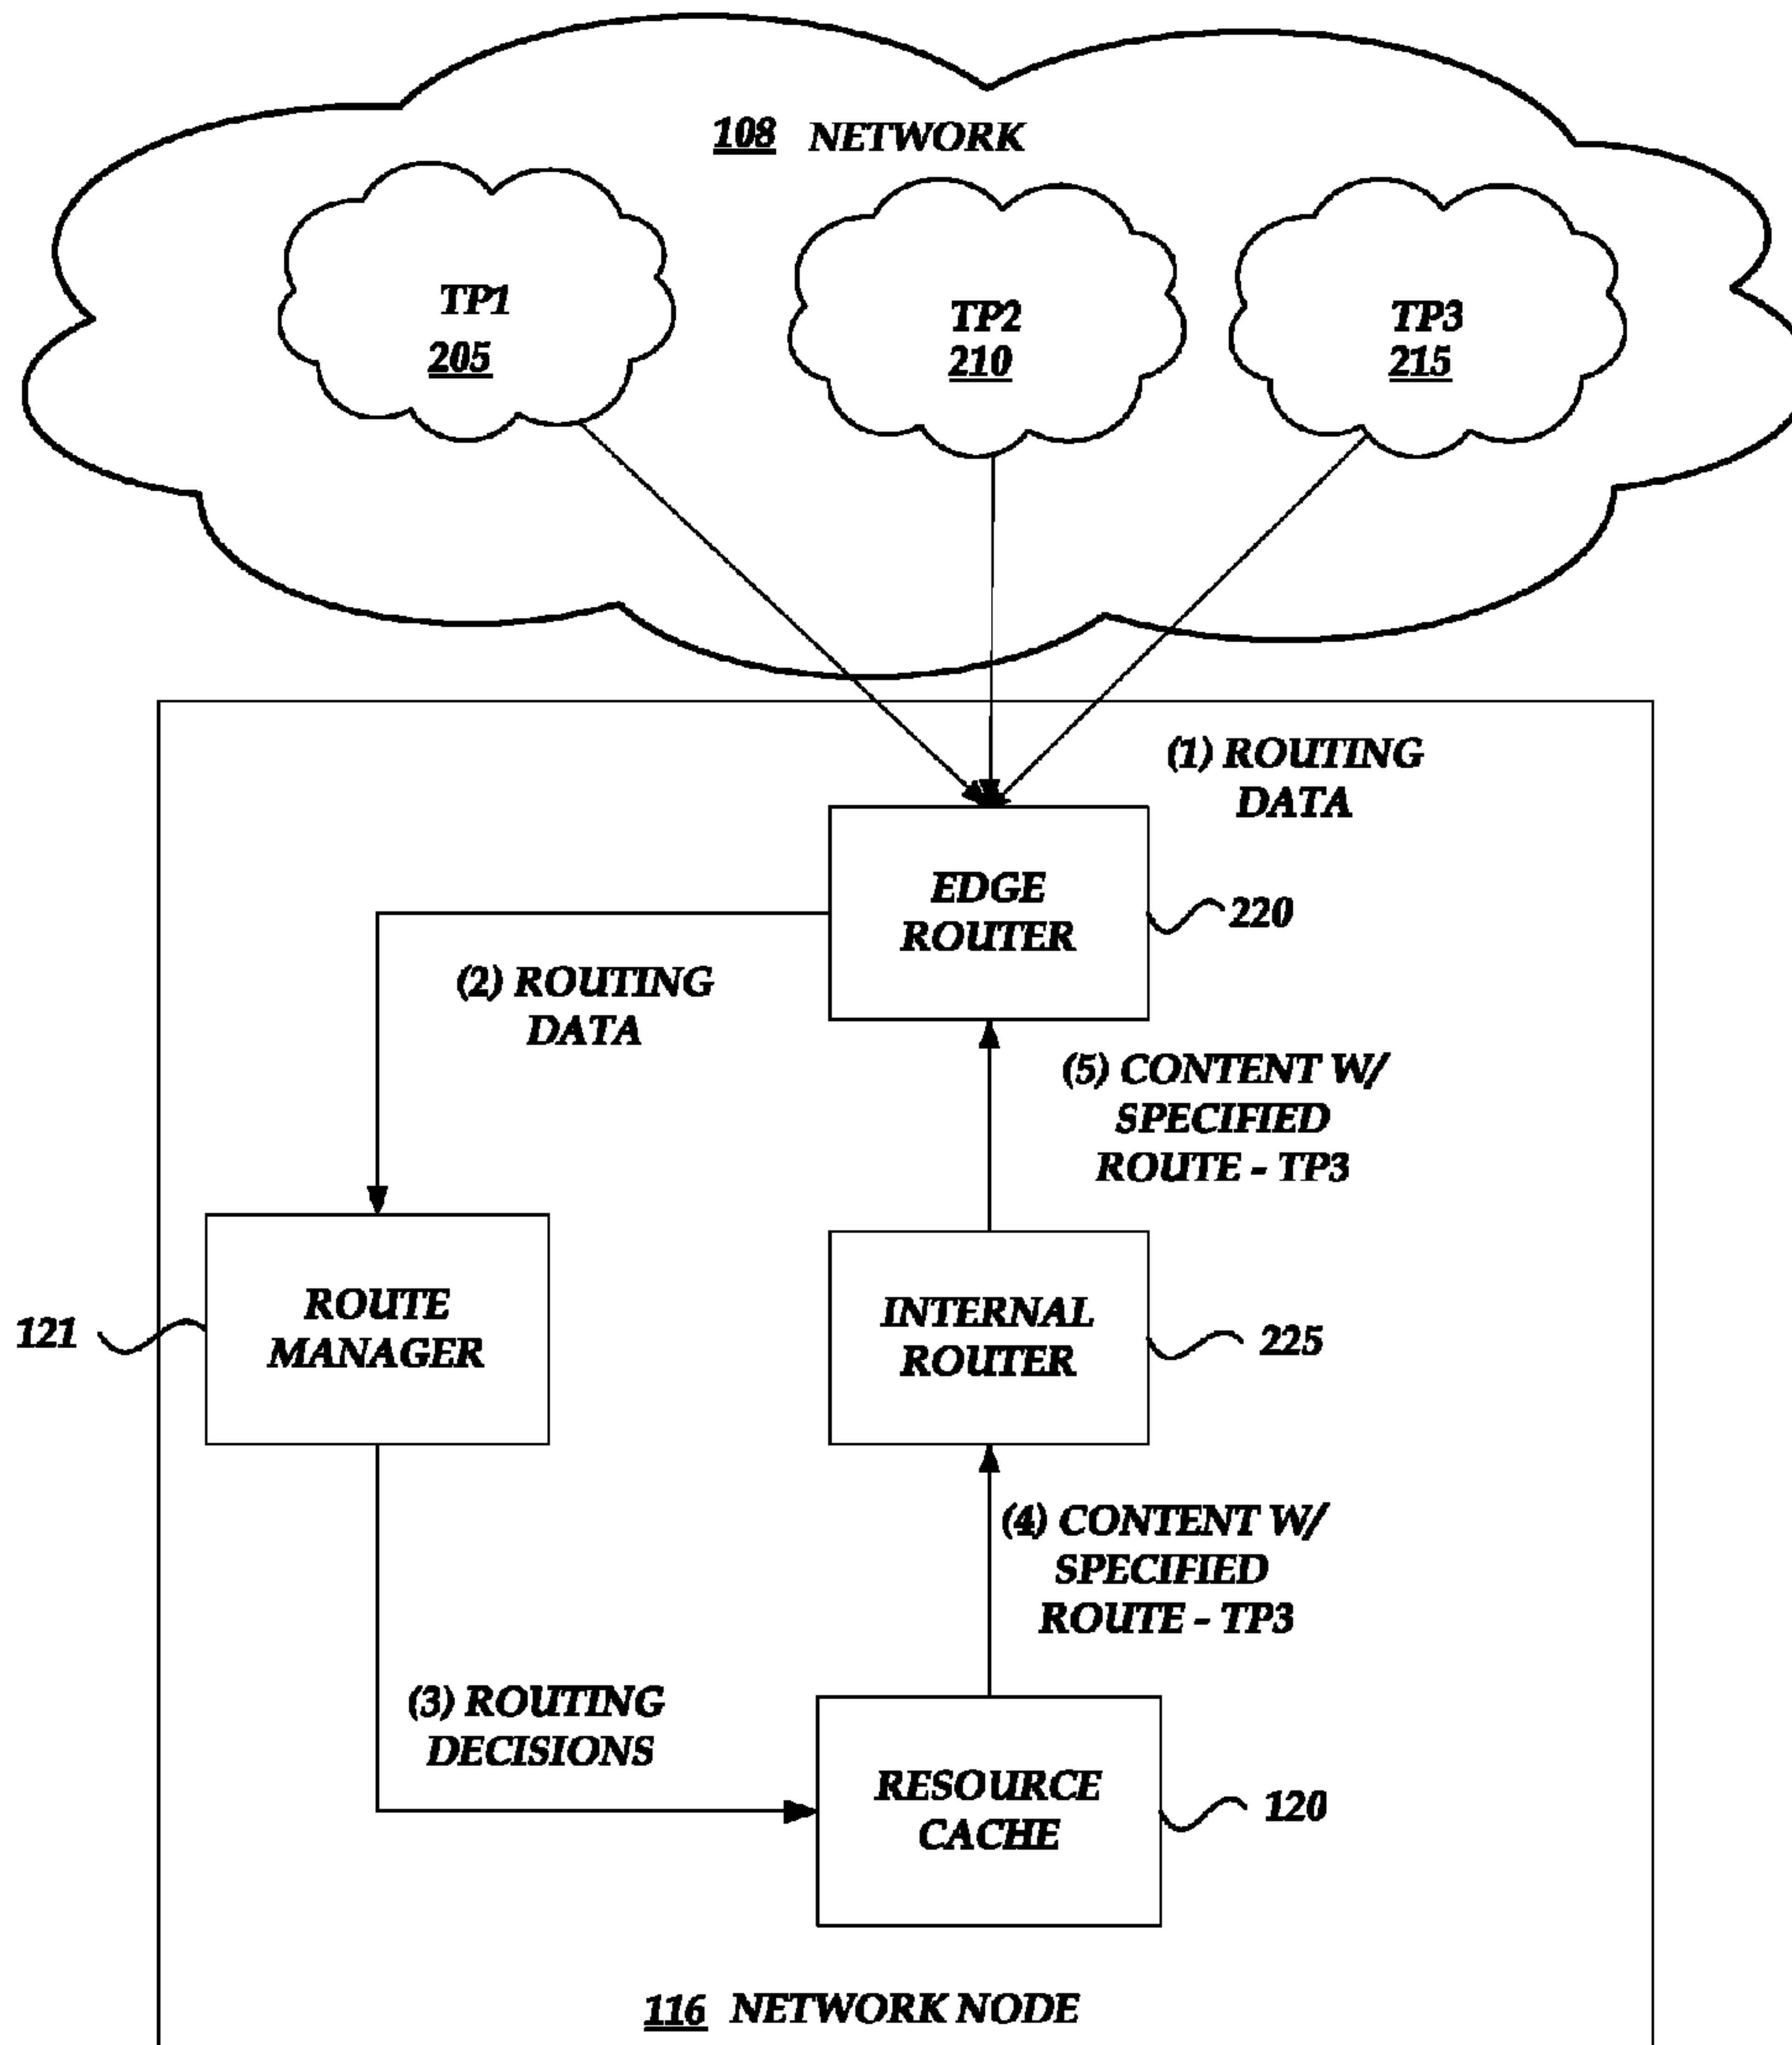 108 NETWORK
TP1
205
TP2
210
TP3
215
(1) ROUTING
DATA
EDGE
ROUTER
220
(2) ROUTING
DATA
(5) CONTENT W/
SPECIFIED
ROUTE - TP3
121
ROUTE
MANAGER
INTERNAL
ROUTER
225
(4) CONTENT W/
SPECIFIED
ROUTE - TP3
(3) ROUTING
DECISIONS
RESOURCE
CACHE
120
116 NETWORK NODE